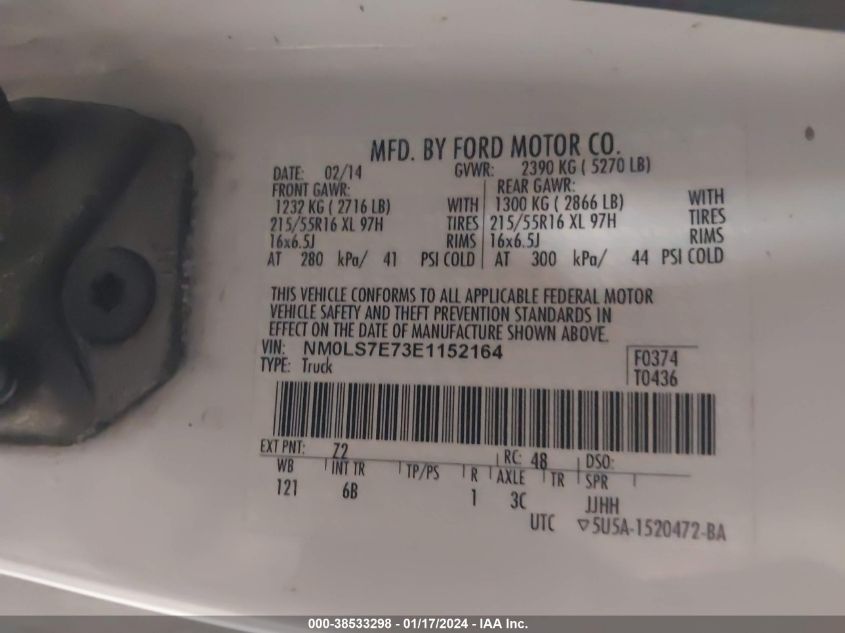 MFD. BY FORD MOTOR CO.
DATE: 02/14 GVWR: 2390 KG ( 5270 LB)
FRONT GAWR: REAR GAWR:
1232 KG ( 2716 LB) WITH 1300 KG ( 2866 LB) WITH
215/55R16 XL 97H TIRES 215/55R16 XL 97H TIRES
16x6.5J RIMS 16x6.5J RIMS
AT 280 kPa/ 41 PSI COLD AT 300 kPa/ 44 PSI COLD
THIS VEHICLE CONFORMS TO ALL APPLICABLE FEDERAL MOTOR
VEHICLE SAFETY AND THEFT PREVENTION STANDARDS IN
EFFECT ON THE DATE OF MANUFACTURE SHOWN ABOVE.
VIN: NM0LS7E73E1152164 F0374
TYPE: Truck T0436
EXT PNT: Z2 RC: 48 DSO:
WB INT TR TP/PS R AXLE TR SPR
121 6B 1 3C JJHH
UTC ▽5U5A-1520472-BA
000-38533298 - 01/17/2024 - IAA Inc.